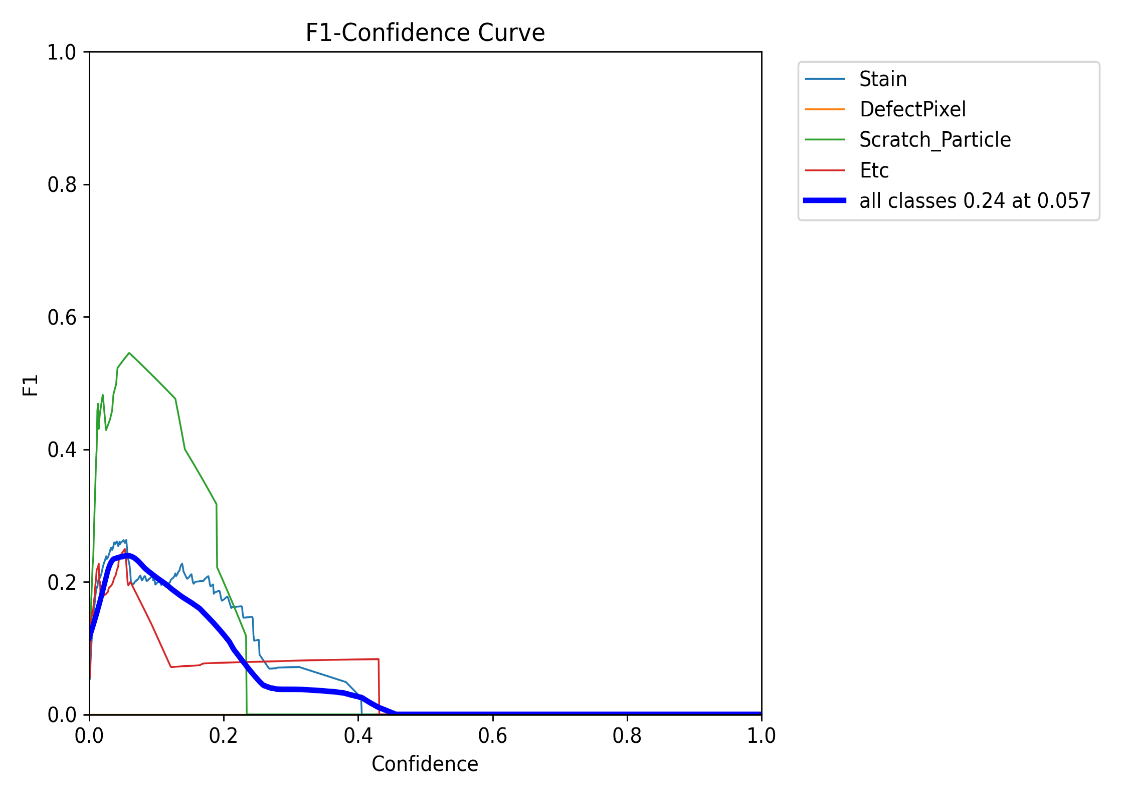 F1-Confidence Curve
1.0
0.8
0.6
0.4
0.2
0.0
F1
0.0 0.2 0.4 0.6 0.8 1.0
Confidence
Stain
DefectPixel
Scratch_Particle
Etc
all classes 0.24 at 0.057